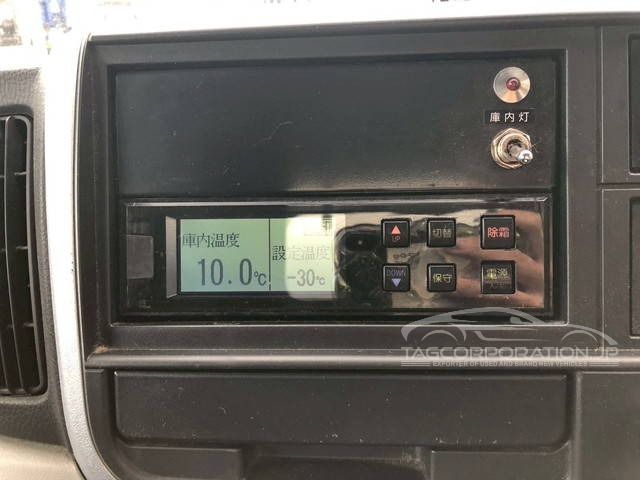 庫内灯
庫内温度
10.0℃
設定温度
-30℃
UP
切替
除霜
DOWN
保守
電源
TAGCORPORATION JP
EXPORTER OF USED AND BRAND NEW VEHICLES